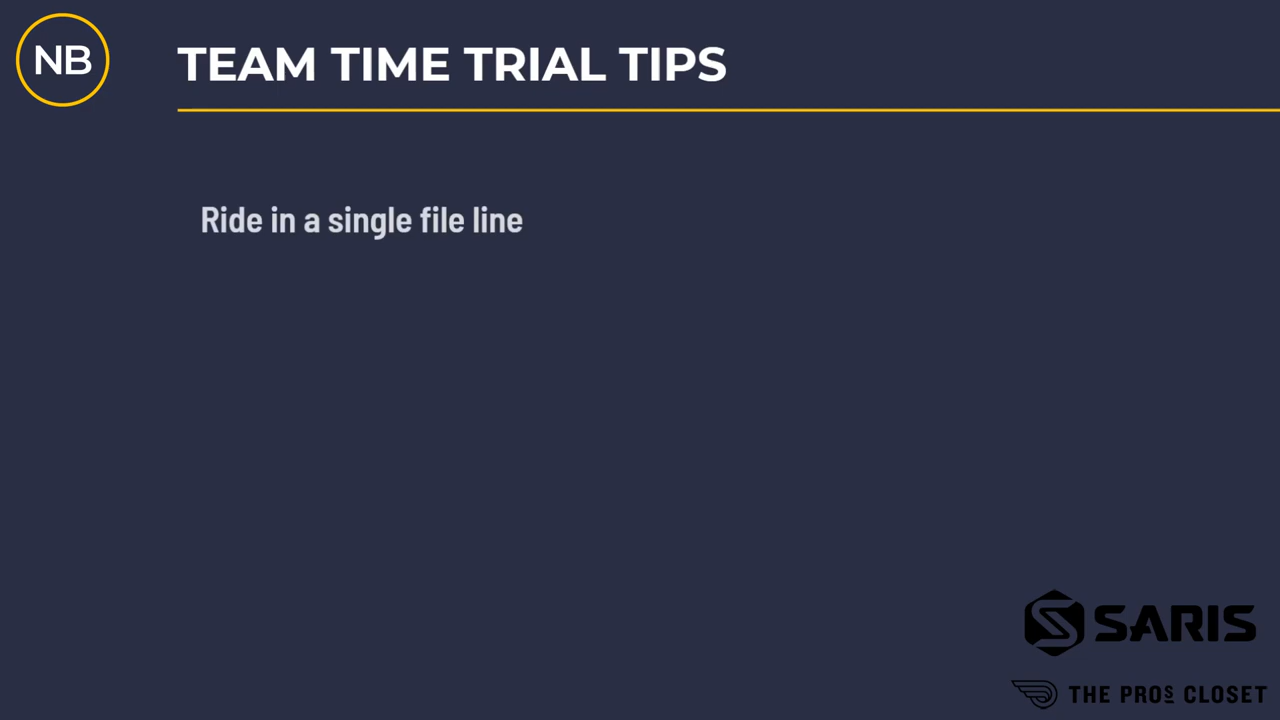 NB
TEAM TIME TRIAL TIPS
Ride in a single file line
SARIS
THE PROS CLOSET